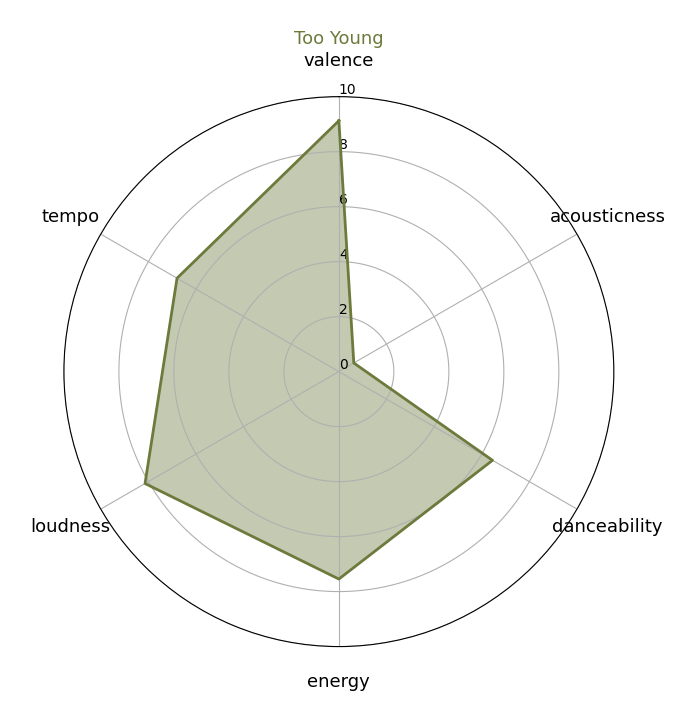 Too Young
valence
10
8
tempo
acousticness
6
4
2
0
loudness
danceability
energy